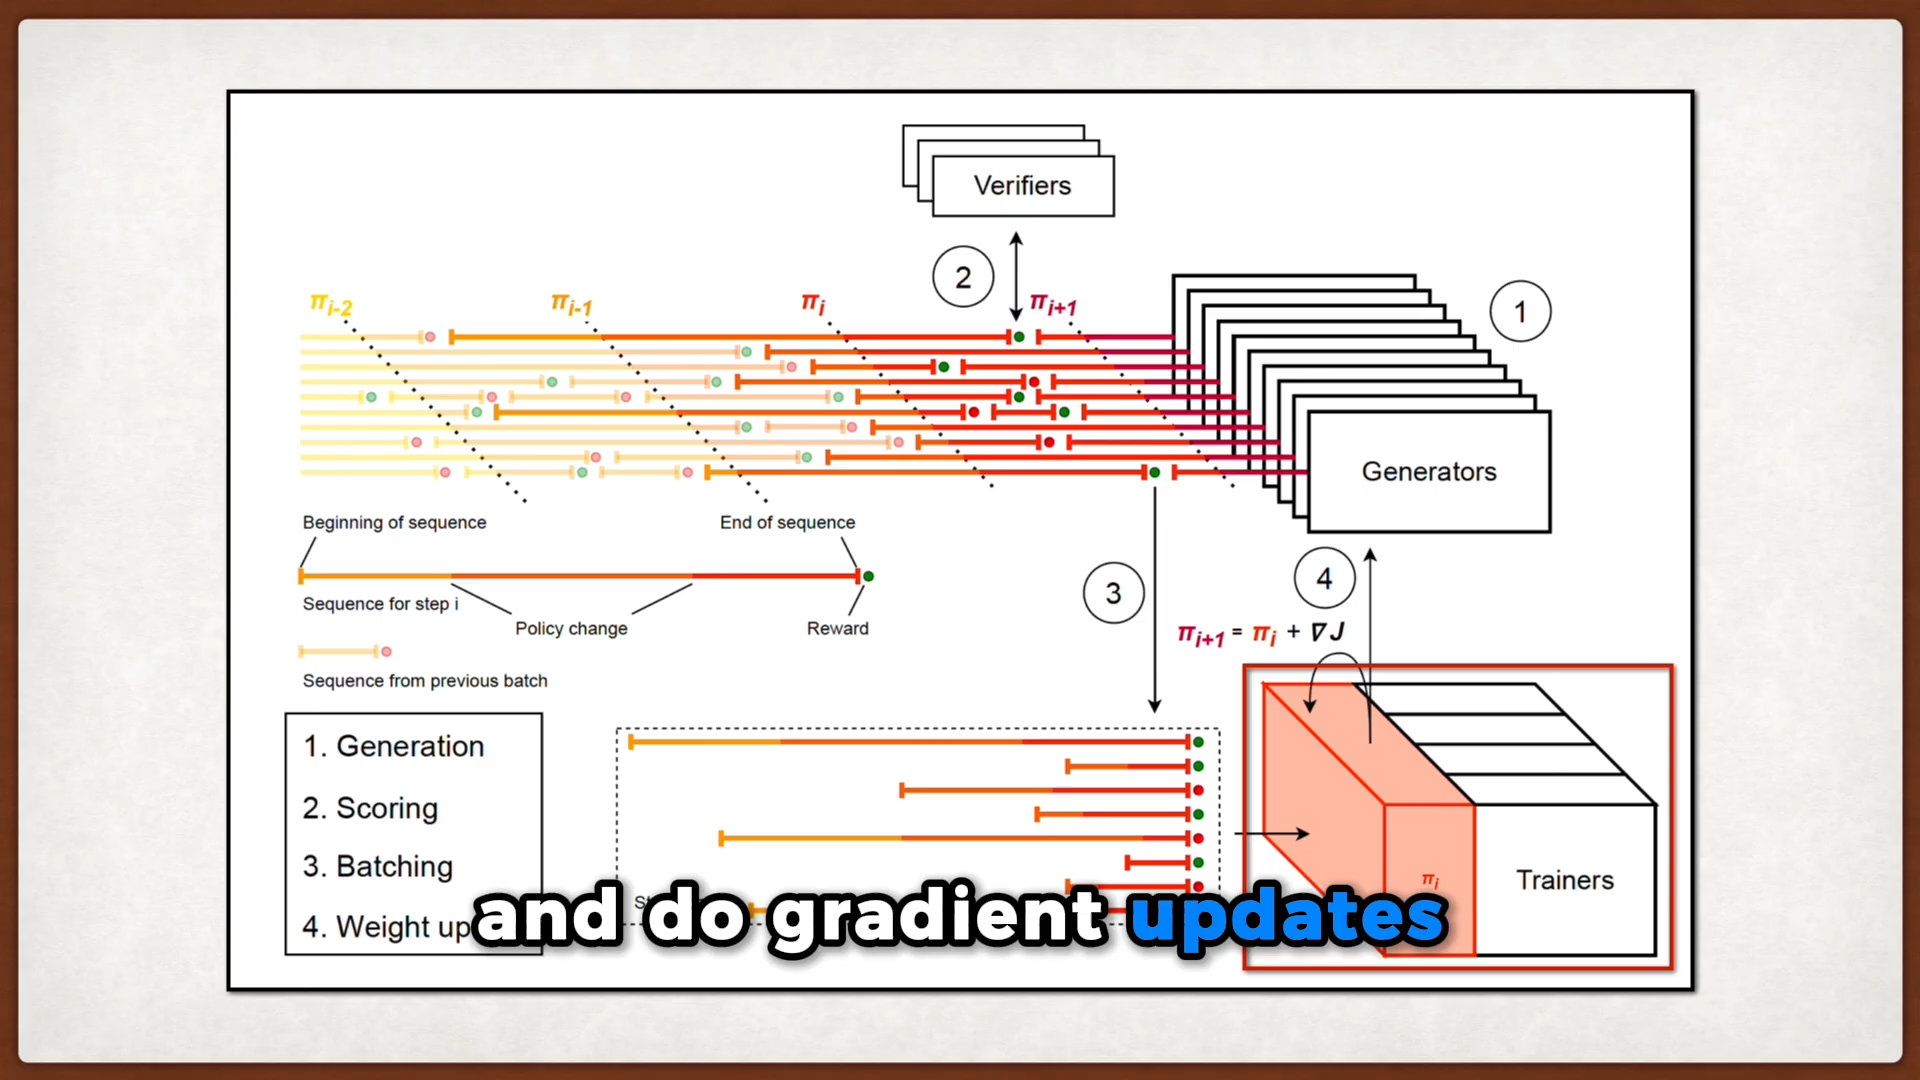 Verifiers
2
1
πi-2
πi-1
πi
πi+1
Generators
Beginning of sequence
End of sequence
Sequence for step i
Policy change
Reward
3
4
πi+1 = πi + ∇J
Sequence from previous batch
1. Generation
2. Scoring
3. Batching
4. Weight up
πi
Trainers
and do gradient updates